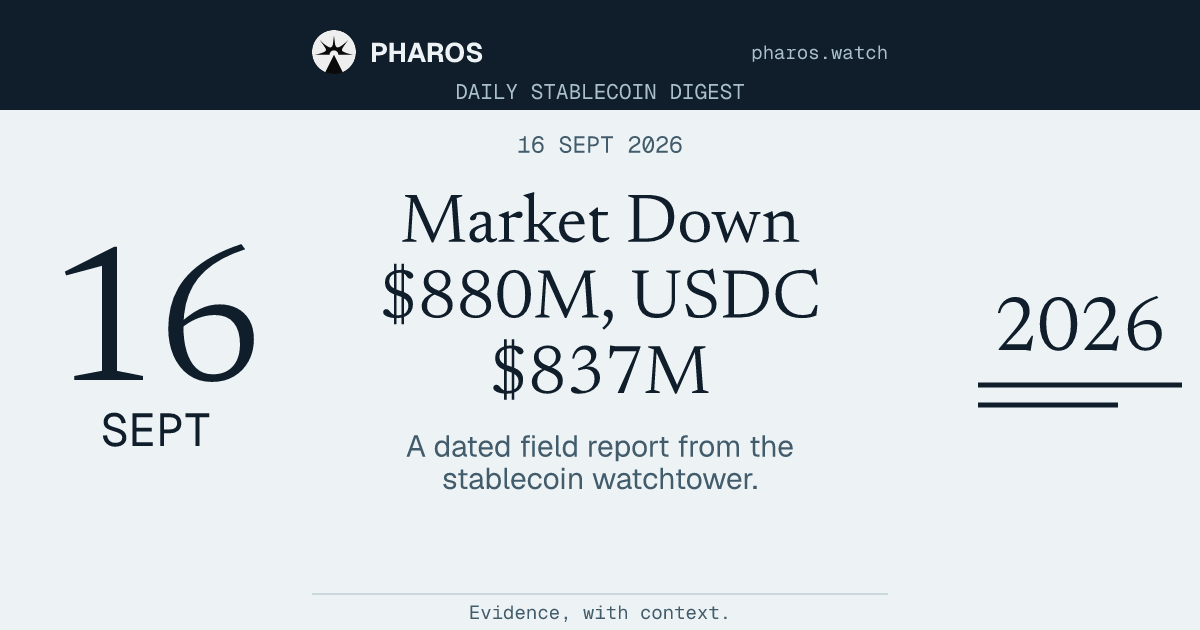 PHAROS
pharos.watch
DAILY STABLECOIN DIGEST
16 SEPT 2026
Market Down
$880M, USDC
$837M
16
SEPT
2026
A dated field report from the
stablecoin watchtower.
Evidence, with context.